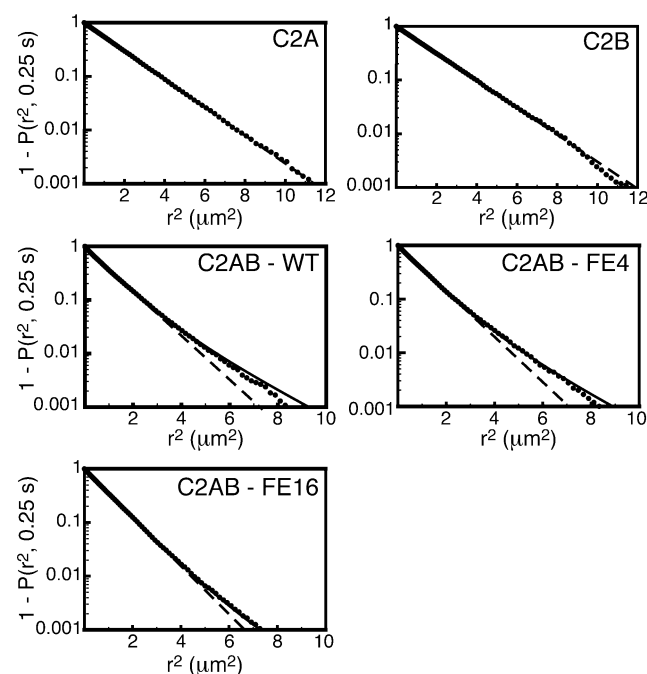 C2A
1 - P(r², 0.25 s)
1
0.1
0.01
0.001
2 4 6 8 10 12
r² (μm²)
C2B
1
0.1
0.01
0.001
2 4 6 8 10 12
r² (μm²)
C2AB - WT
1 - P(r², 0.25 s)
1
0.1
0.01
0.001
2 4 6 8 10
r² (μm²)
C2AB - FE4
1
0.1
0.01
0.001
2 4 6 8 10
r² (μm²)
C2AB - FE16
1 - P(r², 0.25 s)
1
0.1
0.01
0.001
2 4 6 8 10
r² (μm²)